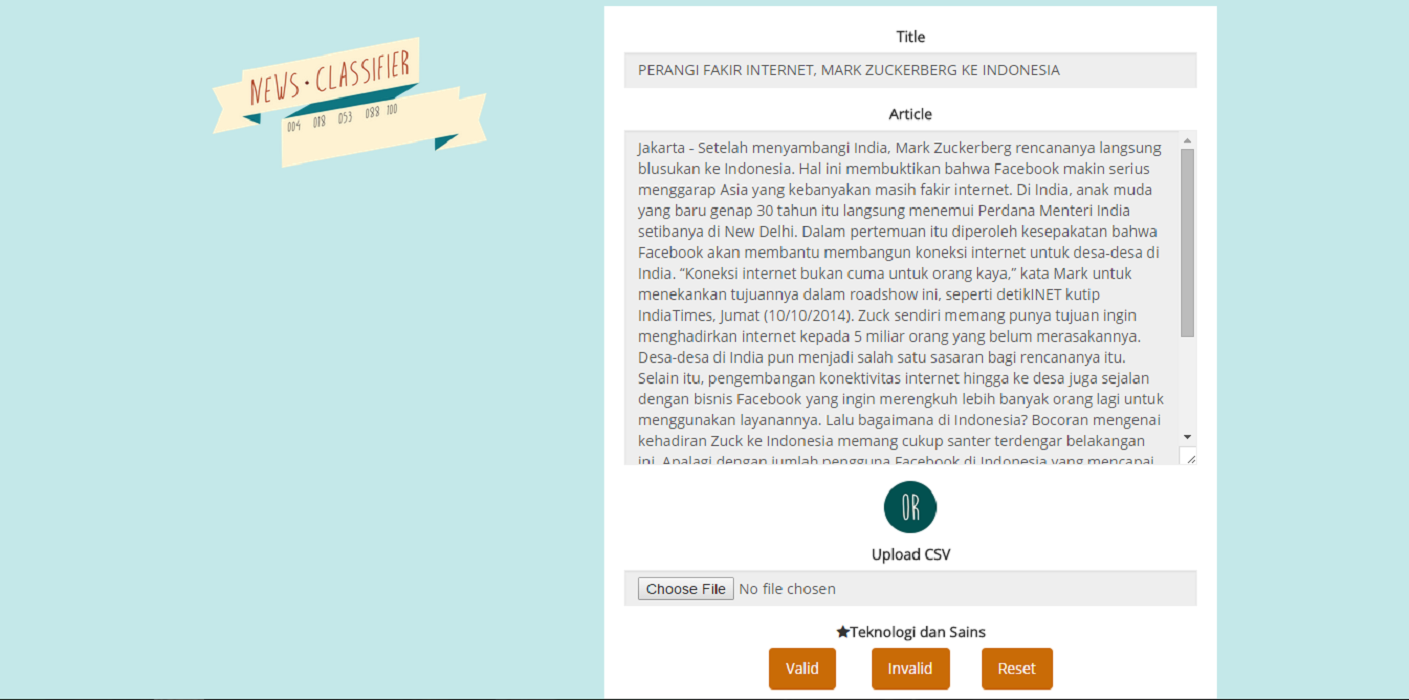 NEWS · CLASSIFIER
004 018 053 088 100
Title
PERANGI FAKIR INTERNET, MARK ZUCKERBERG KE INDONESIA
Article
Jakarta - Setelah menyambangi India, Mark Zuckerberg rencananya langsung
blusukan ke Indonesia. Hal ini membuktikan bahwa Facebook makin serius
menggarap Asia yang kebanyakan masih fakir internet. Di India, anak muda
yang baru genap 30 tahun itu langsung menemui Perdana Menteri India
setibanya di New Delhi. Dalam pertemuan itu diperoleh kesepakatan bahwa
Facebook akan membantu membangun koneksi internet untuk desa-desa di
India. “Koneksi internet bukan cuma untuk orang kaya,” kata Mark untuk
menekankan tujuannya dalam roadshow ini, seperti detikINET kutip
IndiaTimes, Jumat (10/10/2014). Zuck sendiri memang punya tujuan ingin
menghadirkan internet kepada 5 miliar orang yang belum merasakannya.
Desa-desa di India pun menjadi salah satu sasaran bagi rencananya itu.
Selain itu, pengembangan konektivitas internet hingga ke desa juga sejalan
dengan bisnis Facebook yang ingin merengkuh lebih banyak orang lagi untuk
menggunakan layanannya. Lalu bagaimana di Indonesia? Bocoran mengenai
kehadiran Zuck ke Indonesia memang cukup santer terdengar belakangan
ini. Apalagi dengan jumlah pengguna Facebook di Indonesia yang mencapai
OR
Upload CSV
Choose File No file chosen
★Teknologi dan Sains
Valid Invalid Reset